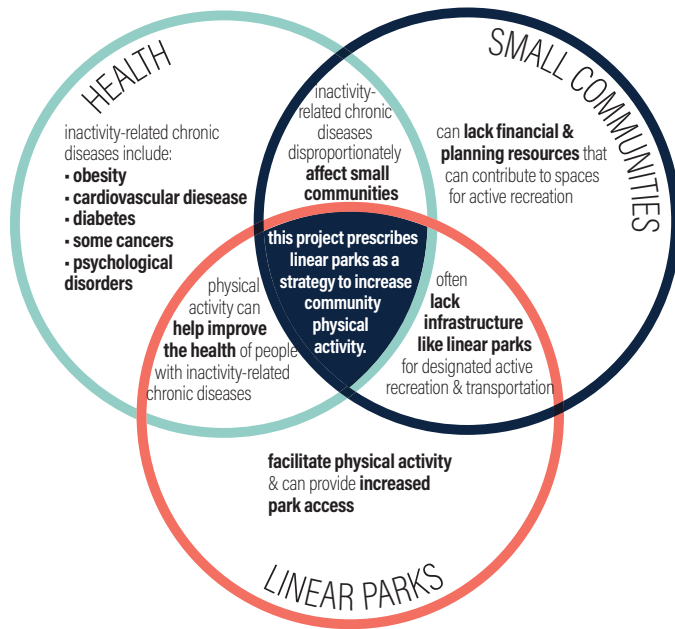 HEALTH
inactivity-related chronic
diseases include:
▪ obesity
▪ cardiovascular diesease
▪ diabetes
▪ some cancers
▪ psychological
disorders
inactivity-
related chronic
diseases
disproportionately
affect small
communities
SMALL COMMUNITIES
can lack financial &
planning resources that
can contribute to spaces
for active recreation
this project prescribes
linear parks as a
strategy to increase
community
physical
activity.
physical
activity can
help improve
the health of people
with inactivity-related
chronic diseases
often
lack
infrastructure
like linear parks
for designated active
recreation & transportation
facilitate physical activity
& can provide increased
park access
LINEAR PARKS